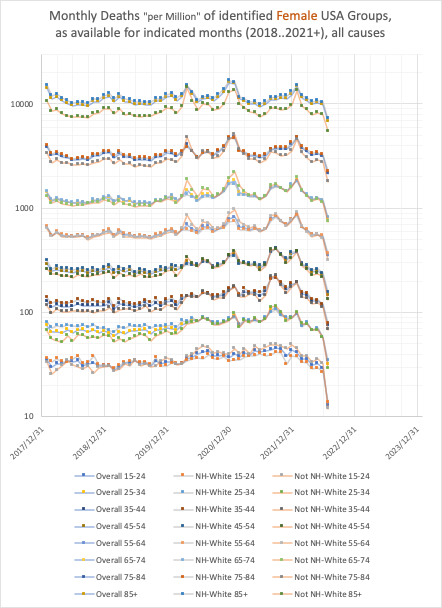 Monthly Deaths "per Million" of identified Female USA Groups,
as available for indicated months (2018..2021+), all causes
10000
1000
100
10
2017/12/31
2018/12/31
2019/12/31
2020/12/30
2021/12/31
2022/12/31
2023/12/31
Overall 15-24 NH-White 15-24 Not NH-White 15-24
Overall 25-34 NH-White 25-34 Not NH-White 25-34
Overall 35-44 NH-White 35-44 Not NH-White 35-44
Overall 45-54 NH-White 45-54 Not NH-White 45-54
Overall 55-64 NH-White 55-64 Not NH-White 55-64
Overall 65-74 NH-White 65-74 Not NH-White 65-74
Overall 75-84 NH-White 75-84 Not NH-White 75-84
Overall 85+ NH-White 85+ Not NH-White 85+